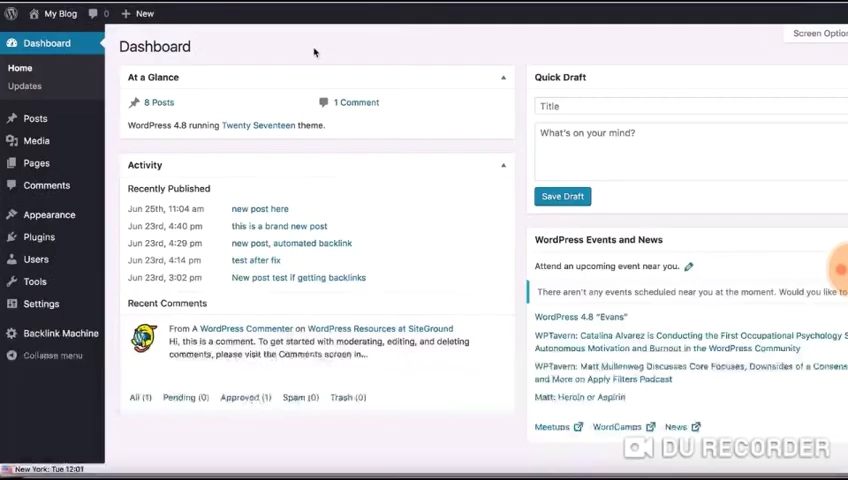 My Blog 0 + New
Screen Optio
Dashboard
Home
Updates
Posts
Media
Pages
Comments
Appearance
Plugins
Users
Tools
Settings
Backlink Machine
Collapse menu
Dashboard
At a Glance
8 Posts 1 Comment
WordPress 4.8 running Twenty Seventeen theme.
Activity
Recently Published
Jun 25th, 11:04 am new post here
Jun 23rd, 4:40 pm this is a brand new post
Jun 23rd, 4:29 pm new post, automated backlink
Jun 23rd, 4:14 pm test after fix
Jun 23rd, 3:02 pm New post test if getting backlinks
Recent Comments
From A WordPress Commenter on WordPress Resources at SiteGround
Hi, this is a comment. To get started with moderating, editing, and deleting
comments, please visit the Comments screen in...
All (1) Pending (0) Approved (1) Spam (0) Trash (0)
Quick Draft
Title
What's on your mind?
Save Draft
WordPress Events and News
Attend an upcoming event near you.
There aren't any events scheduled near you at the moment. Would you like to
WordPress 4.8 "Evans"
WPTavern: Catalina Alvarez is Conducting the First Occupational Psychology S
Autonomous Motivation and Burnout in the WordPress Community
WPTavern: Matt Mullenweg Discusses Core Focuses, Downsides of a Consens
and More on Apply Filters Podcast
Matt: Heroin or Aspirin
Meetups WordCamps News
DU RECORDER
New York: Tue 12:01